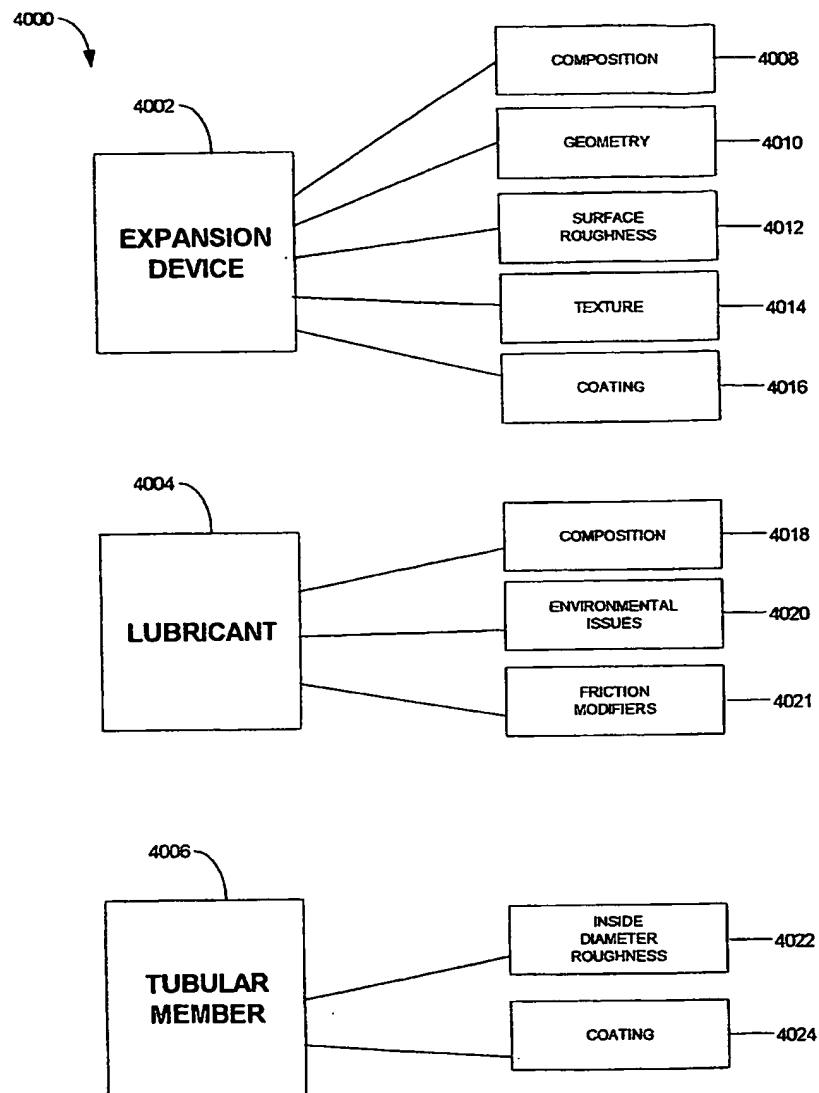 4000
COMPOSITION
4008
4002
GEOMETRY
4010
EXPANSION
DEVICE
SURFACE
ROUGHNESS
4012
TEXTURE
4014
COATING
4016
4004
COMPOSITION
4018
LUBRICANT
ENVIRONMENTAL
ISSUES
4020
FRICTION
MODIFIERS
4021
4006
TUBULAR
MEMBER
INSIDE
DIAMETER
ROUGHNESS
4022
COATING
4024